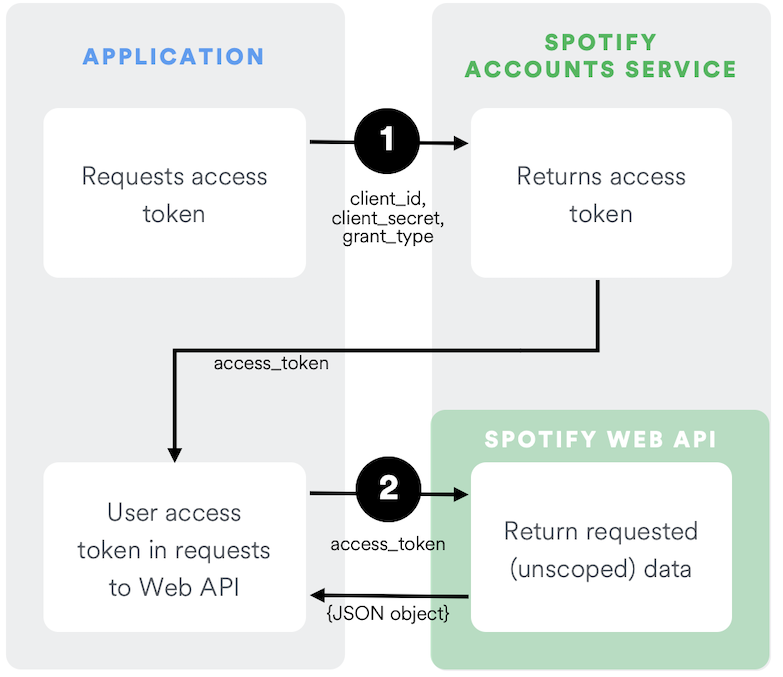 APPLICATION
SPOTIFY
ACCOUNTS SERVICE
Requests access
token
1
client_id,
client_secret,
grant_type
Returns access
token
access_token
User access
token in requests
to Web API
2
access_token
{JSON object}
SPOTIFY WEB API
Return requested
(unscoped) data